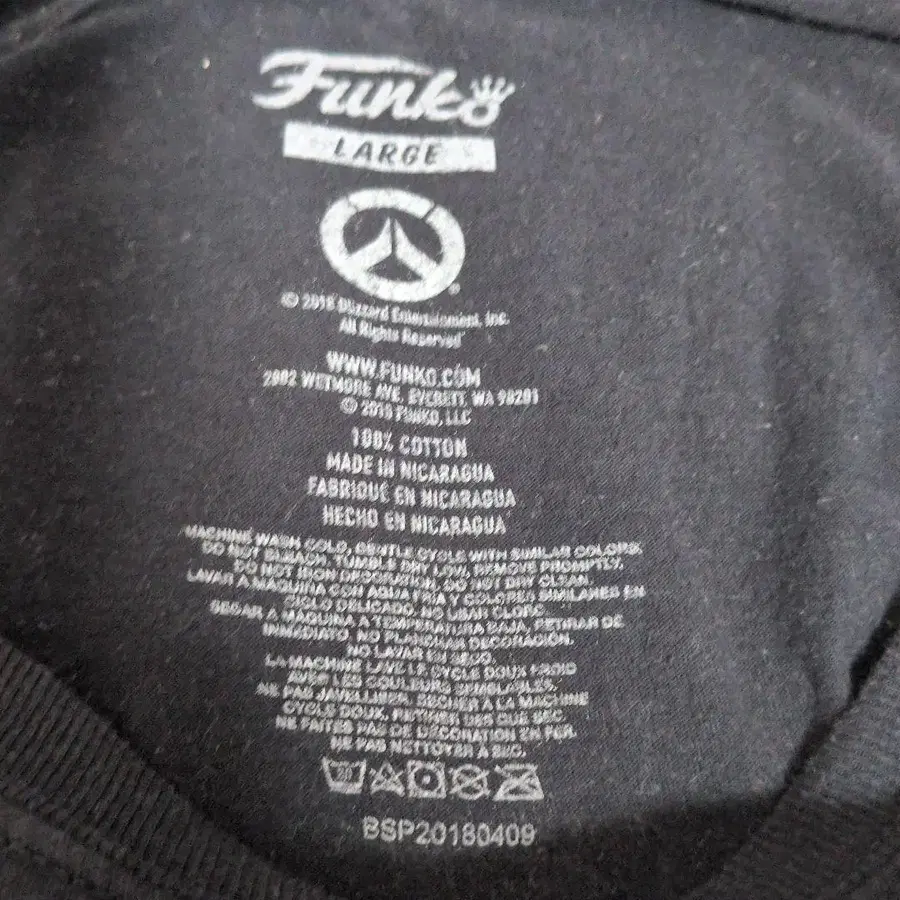 Funko
LARGE
© 2018 Blizzard Entertainment, Inc.
All Rights Reserved
WWW.FUNKO.COM
2802 WETMORE AVE, EVERETT, WA 98201
© 2018 FUNKO, LLC
100% COTTON
MADE IN NICARAGUA
FABRIQUÉ EN NICARAGUA
HECHO EN NICARAGUA
MACHINE WASH COLD, GENTLE CYCLE WITH SIMILAR COLORS.
DO NOT BLEACH, TUMBLE DRY LOW, REMOVE PROMPTLY,
DO NOT IRON DECORATION, DO NOT DRY CLEAN.
LAVAR A MAQUINA CON AGUA FRIA Y COLORES SIMILARES EN
CICLO DELICADO, NO USAR CLORO.
SECAR A MAQUINA A TEMPERATURA BAJA, RETIRAR DE
INMEDIATO, NO PLANCHAR DECORACIÓN.
NO LAVAR EN SECO.
LA MACHINE LAVE LE CYCLE DOUX FROID
AVEC LES COULEURS SEMBLABLES.
NE PAS JAVELLISER, SÉCHER A LA MACHINE
CYCLE DOUX, RETIRER DES QUE SEC,
NE FAITES PAS DE DÉCORATION EN FER.
NE PAS NETTOYER A SEC.
BSP20180409